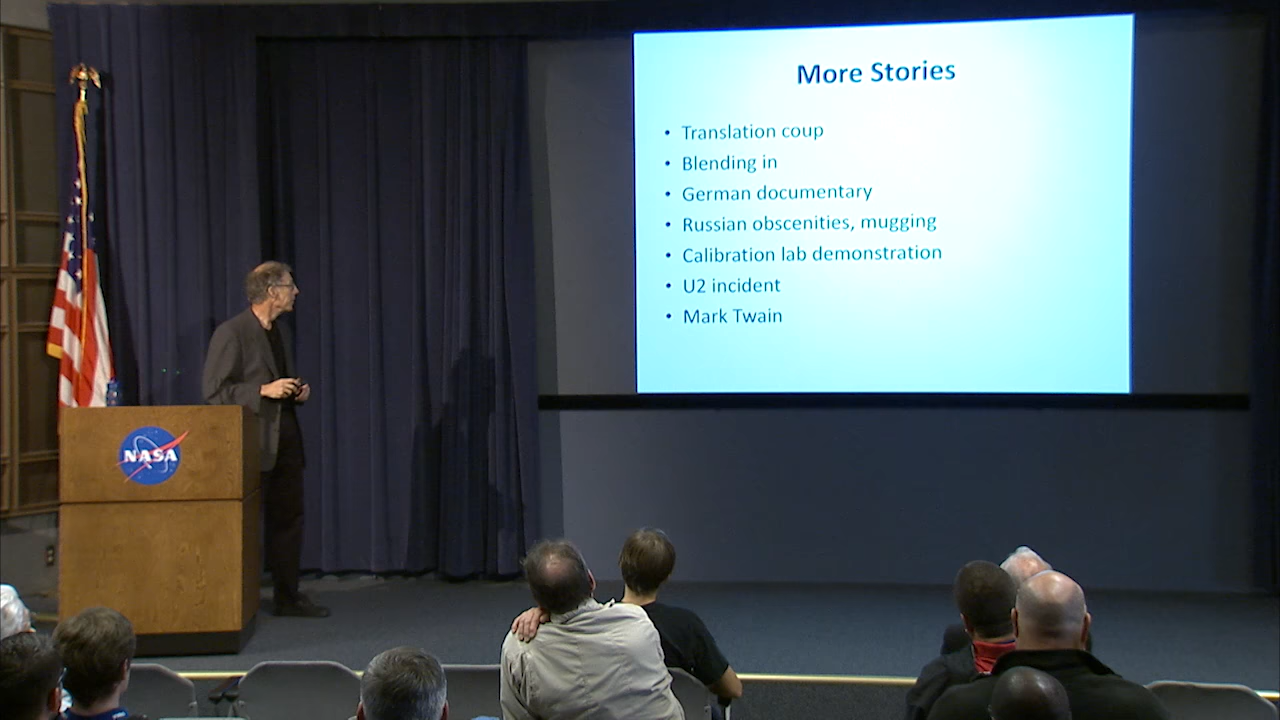 More Stories
• Translation coup
• Blending in
• German documentary
• Russian obscenities, mugging
• Calibration lab demonstration
• U2 incident
• Mark Twain
NASA